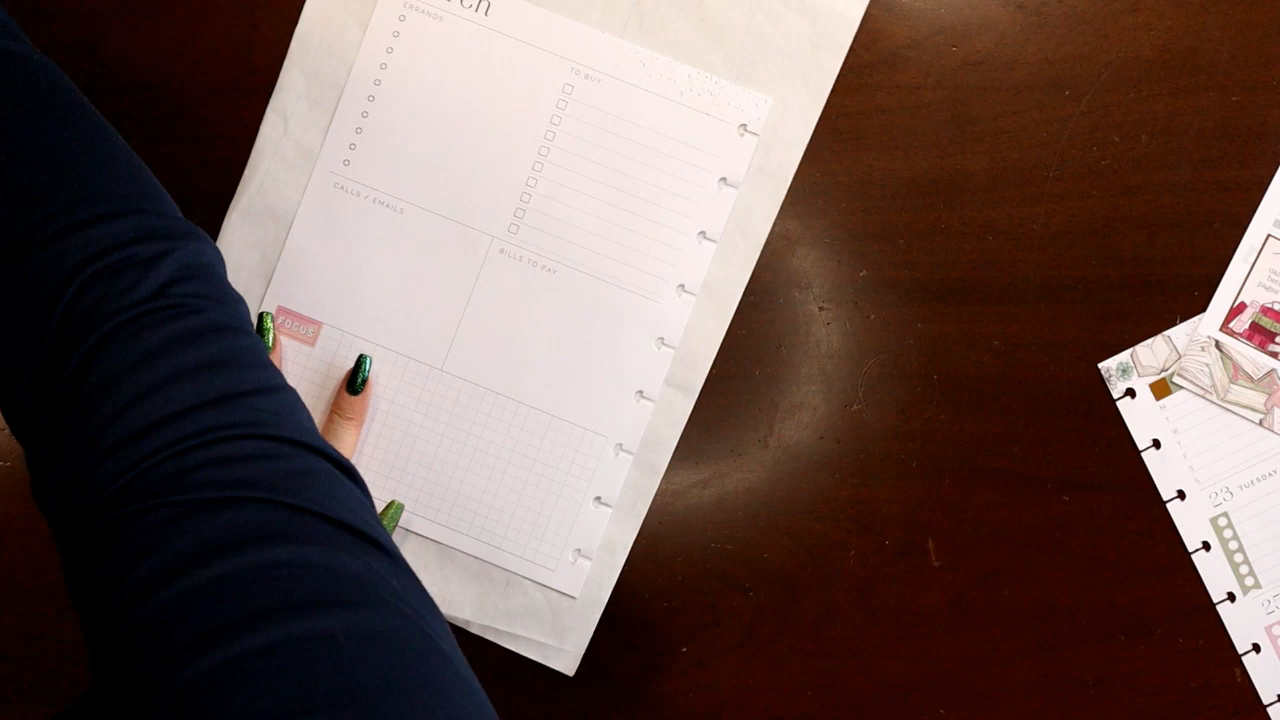 ERRANDS
TO BUY
CALLS / EMAILS
BILLS TO PAY
FOCUS
M
T
W
T
F
S
S
23 TUESDAY